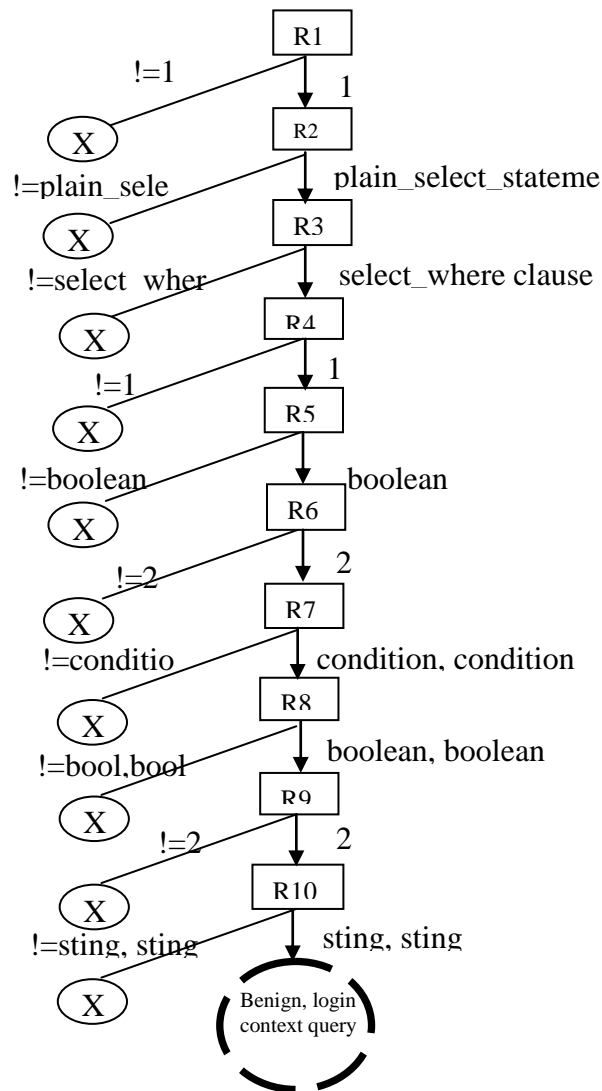 R1
!=1
1
X
R2
!=plain_sele
plain_select_stateme
X
R3
!=select_wher
select_where clause
X
R4
!=1
1
X
R5
!=boolean
boolean
X
R6
!=2
2
X
R7
!=conditio
condition, condition
X
R8
!=bool,bool
boolean, boolean
X
R9
!=2
2
X
R10
!=sting, sting
sting, sting
X
Benign, login
context query